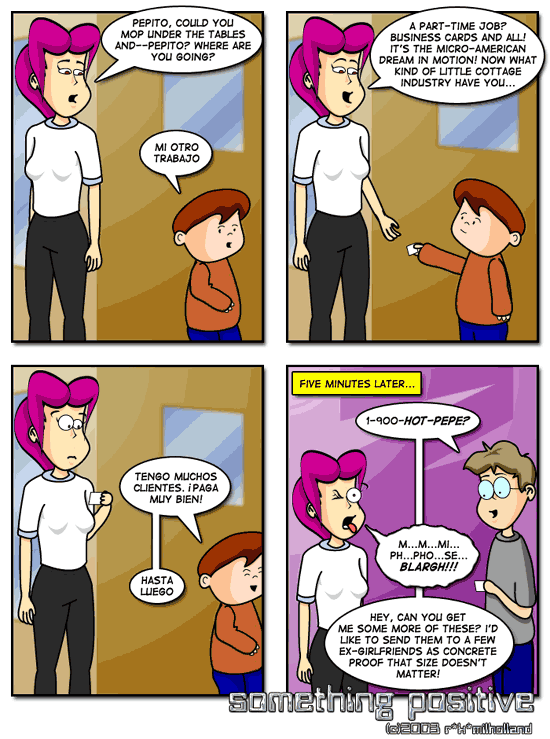 PEPITO, COULD YOU
MOP UNDER THE TABLES
AND--PEPITO? WHERE ARE
YOU GOING?
MI OTRO
TRABAJO
A PART-TIME JOB?
BUSINESS CARDS AND ALL!
IT'S THE MICRO-AMERICAN
DREAM IN MOTION! NOW WHAT
KIND OF LITTLE COTTAGE
INDUSTRY HAVE YOU...
TENGO MUCHOS
CLIENTES. ¡PAGA
MUY BIEN!
HASTA
LUEGO
FIVE MINUTES LATER...
1-900-HOT-PEPE?
M...M...MI...
PH...PHO...SE...
BLARGH!!!
HEY, CAN YOU GET
ME SOME MORE OF THESE? I'D
LIKE TO SEND THEM TO A FEW
EX-GIRLFRIENDS AS CONCRETE
PROOF THAT SIZE DOESN'T
MATTER!
something positive
(c)2003 r*k*milholland